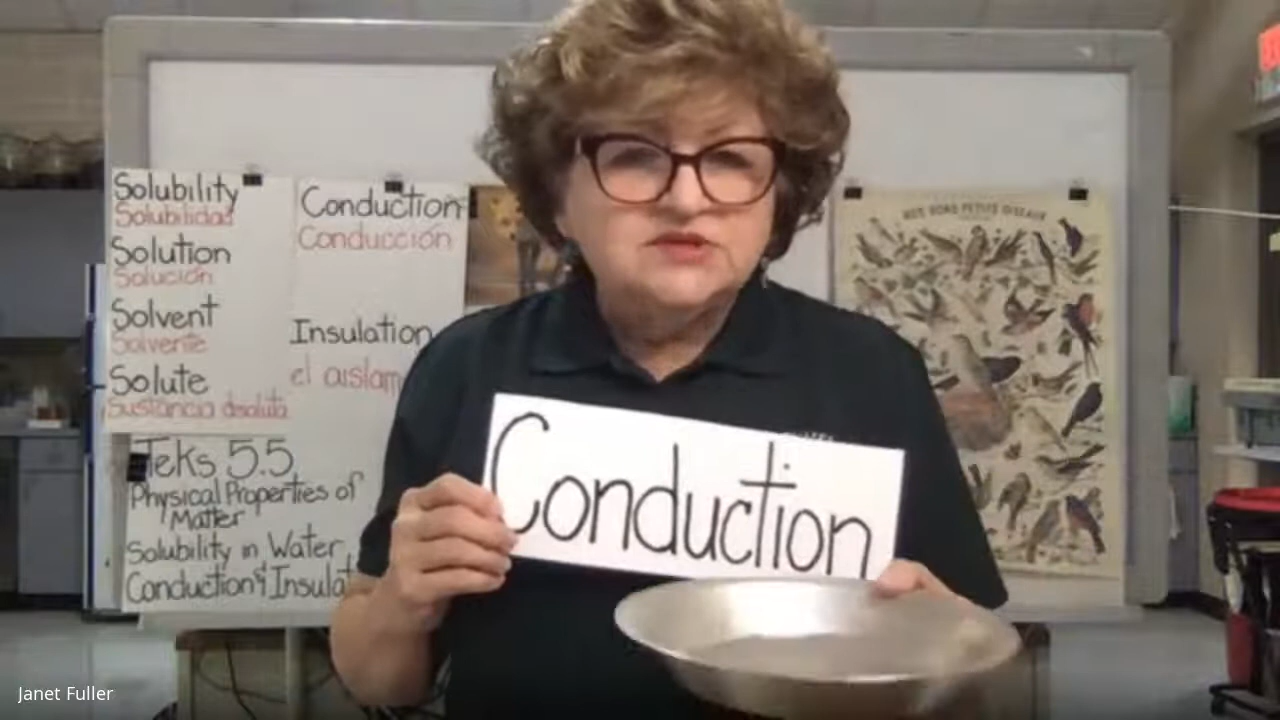 Solubility
Solubilidad
Solution
Solución
Solvent
Solvente
Solute
Sustancia disoluta
Conduction
Conducción
Insulation
el aislam
Teks 5.5
Physical Properties of
Matter
Solubility in Water
Conduction & Insulat
Conduction
Janet Fuller